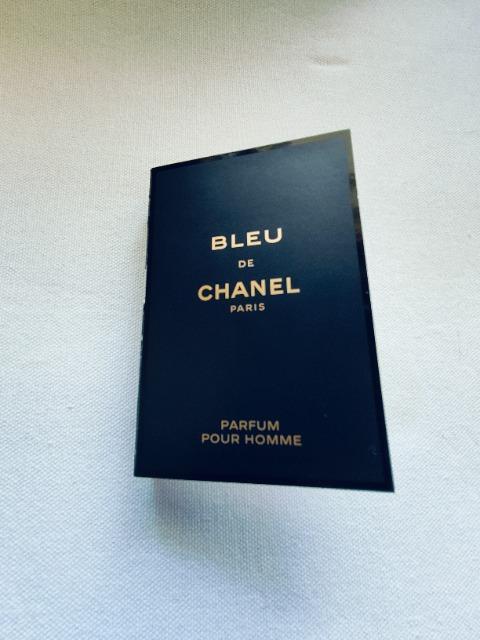 BLEU
DE
CHANEL
PARIS
PARFUM
POUR HOMME